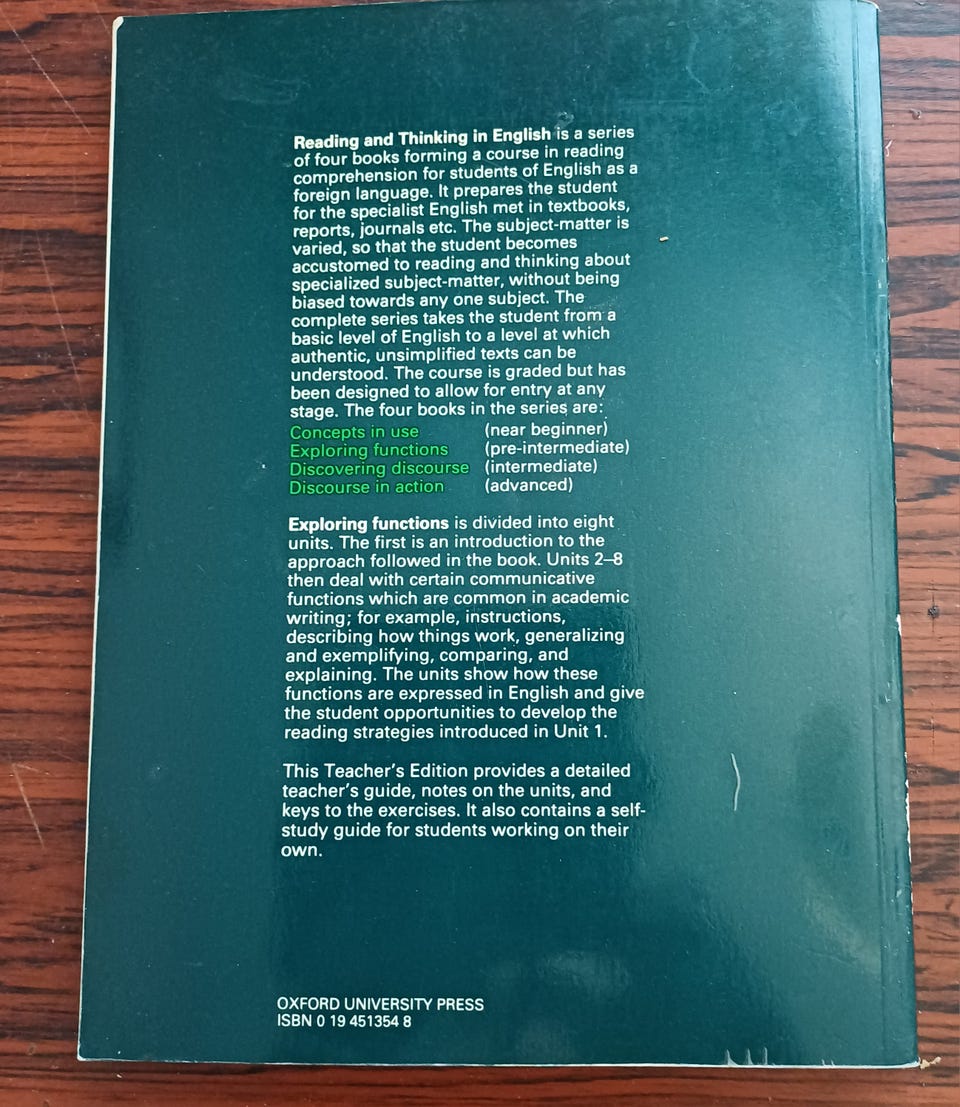 Reading and Thinking in English is a series
of four books forming a course in reading
comprehension for students of English as a
foreign language. It prepares the student
for the specialist English met in textbooks,
reports, journals etc. The subject-matter is
varied, so that the student becomes
accustomed to reading and thinking about
specialized subject-matter, without being
biased towards any one subject. The
complete series takes the student from a
basic level of English to a level at which
authentic, unsimplified texts can be
understood. The course is graded but has
been designed to allow for entry at any
stage. The four books in the series are:
Concepts in use (near beginner)
Exploring functions (pre-intermediate)
Discovering discourse (intermediate)
Discourse in action (advanced)
Exploring functions is divided into eight
units. The first is an introduction to the
approach followed in the book. Units 2–8
then deal with certain communicative
functions which are common in academic
writing; for example, instructions,
describing how things work, generalizing
and exemplifying, comparing, and
explaining. The units show how these
functions are expressed in English and give
the student opportunities to develop the
reading strategies introduced in Unit 1.
This Teacher's Edition provides a detailed
teacher's guide, notes on the units, and
keys to the exercises. It also contains a self-
study guide for students working on their
own.
OXFORD UNIVERSITY PRESS
ISBN 0 19 451354 8